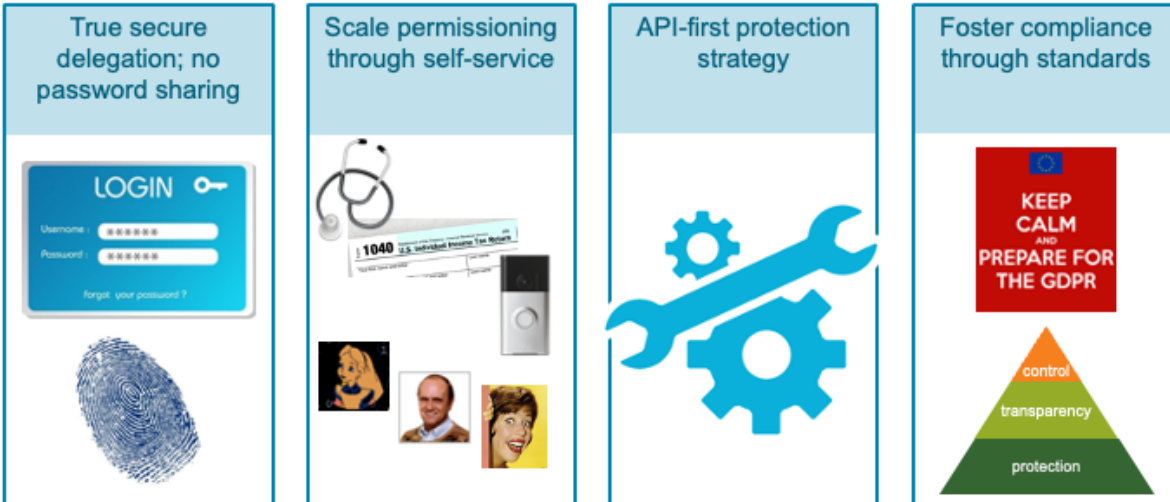 True secure
delegation; no
password sharing
LOGIN
Username :
******
Password :
******
forgot your password ?
Scale permissioning
through self-service
1040
U.S. Individual Income Tax Return
API-first protection
strategy
Foster compliance
through standards
KEEP
CALM
AND
PREPARE FOR
THE GDPR
control
transparency
protection